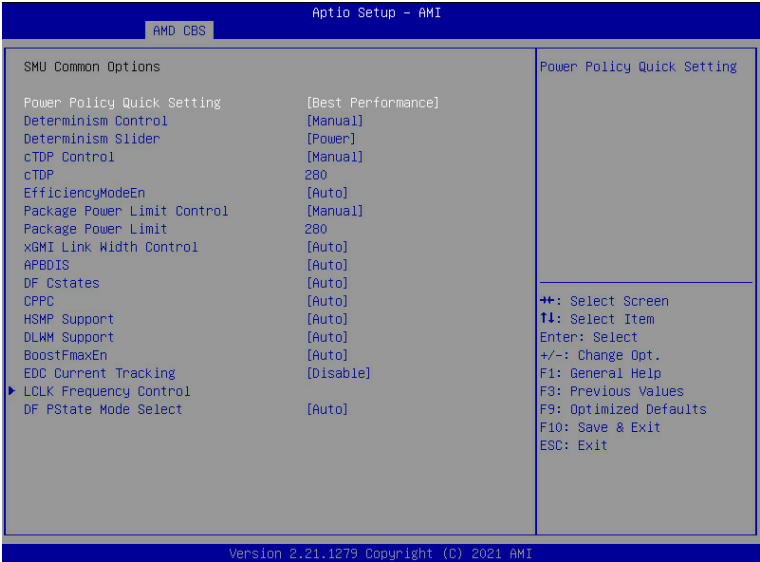 Aptio Setup – AMI
AMD CBS
SMU Common Options
Power Policy Quick Setting [Best Performance]
Determinism Control [Manual]
Determinism Slider [Power]
cTDP Control [Manual]
cTDP 280
EfficiencyModeEn [Auto]
Package Power Limit Control [Manual]
Package Power Limit 280
xGMI Link Width Control [Auto]
APBDIS [Auto]
DF Cstates [Auto]
CPPC [Auto]
HSMP Support [Auto]
DLWM Support [Auto]
BoostFmaxEn [Auto]
EDC Current Tracking [Disable]
LCLK Frequency Control
DF PState Mode Select [Auto]
Power Policy Quick Setting
→←: Select Screen
↑↓: Select Item
Enter: Select
+/-: Change Opt.
F1: General Help
F3: Previous Values
F9: Optimized Defaults
F10: Save & Exit
ESC: Exit
Version 2.21.1279 Copyright (C) 2021 AMI